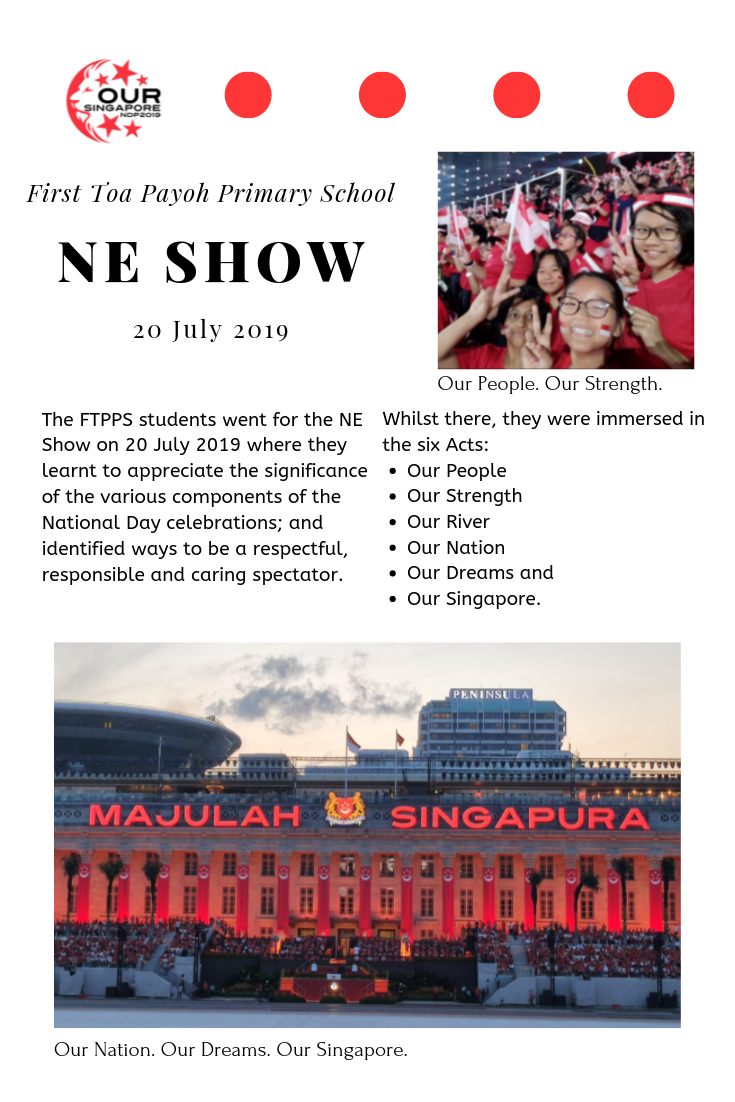 OUR
SINGAPORE
NDP2019
First Toa Payoh Primary School
NE SHOW
20 July 2019
Our People. Our Strength.
The FTPPS students went for the NE
Show on 20 July 2019 where they
learnt to appreciate the significance
of the various components of the
National Day celebrations; and
identified ways to be a respectful,
responsible and caring spectator.
Whilst there, they were immersed in
the six Acts:
• Our People
• Our Strength
• Our River
• Our Nation
• Our Dreams and
• Our Singapore.
PENINSULA
MAJULAH SINGAPURA
Our Nation. Our Dreams. Our Singapore.